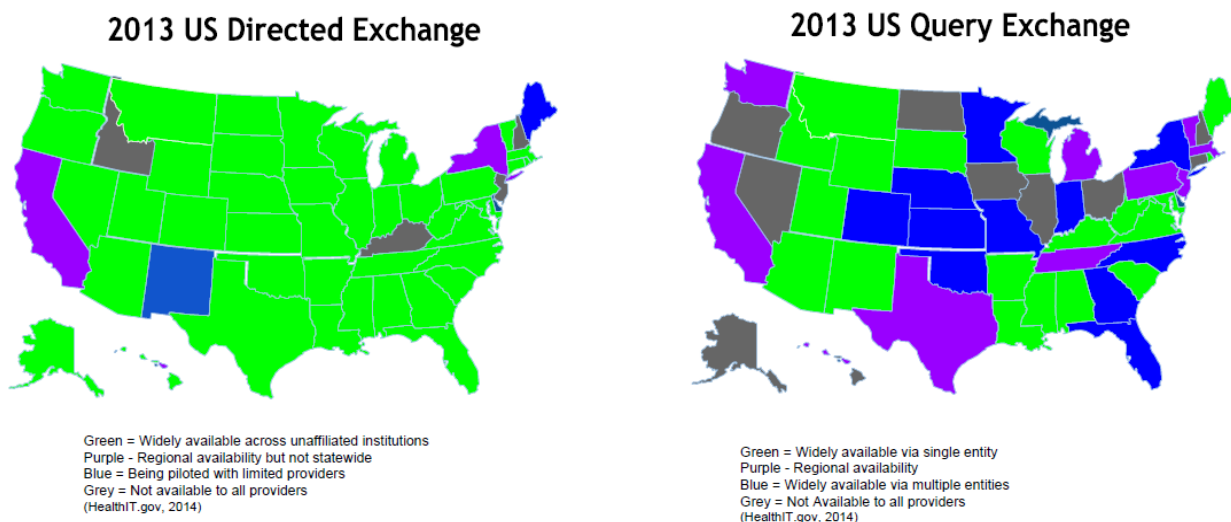 2013 US Directed Exchange
Green = Widely available across unaffiliated institutions
Purple - Regional availability but not statewide
Blue = Being piloted with limited providers
Grey = Not available to all providers
(HealthIT.gov, 2014)
2013 US Query Exchange
Green = Widely available via single entity
Purple - Regional availability
Blue = Widely available via multiple entities
Grey = Not Available to all providers
(HealthIT.gov, 2014)